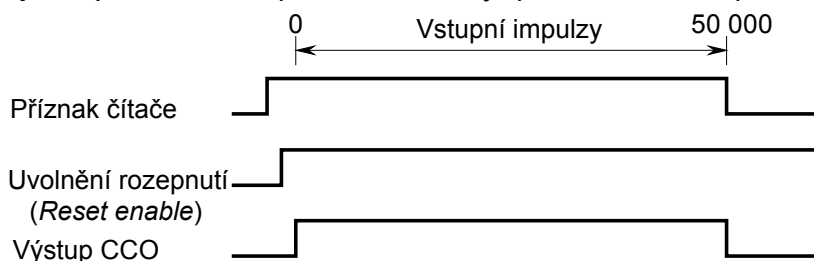 0 Vstupní impulzy 50 000
Příznak čítače
Uvolnění rozepnutí
(Reset enable)
Výstup CCO